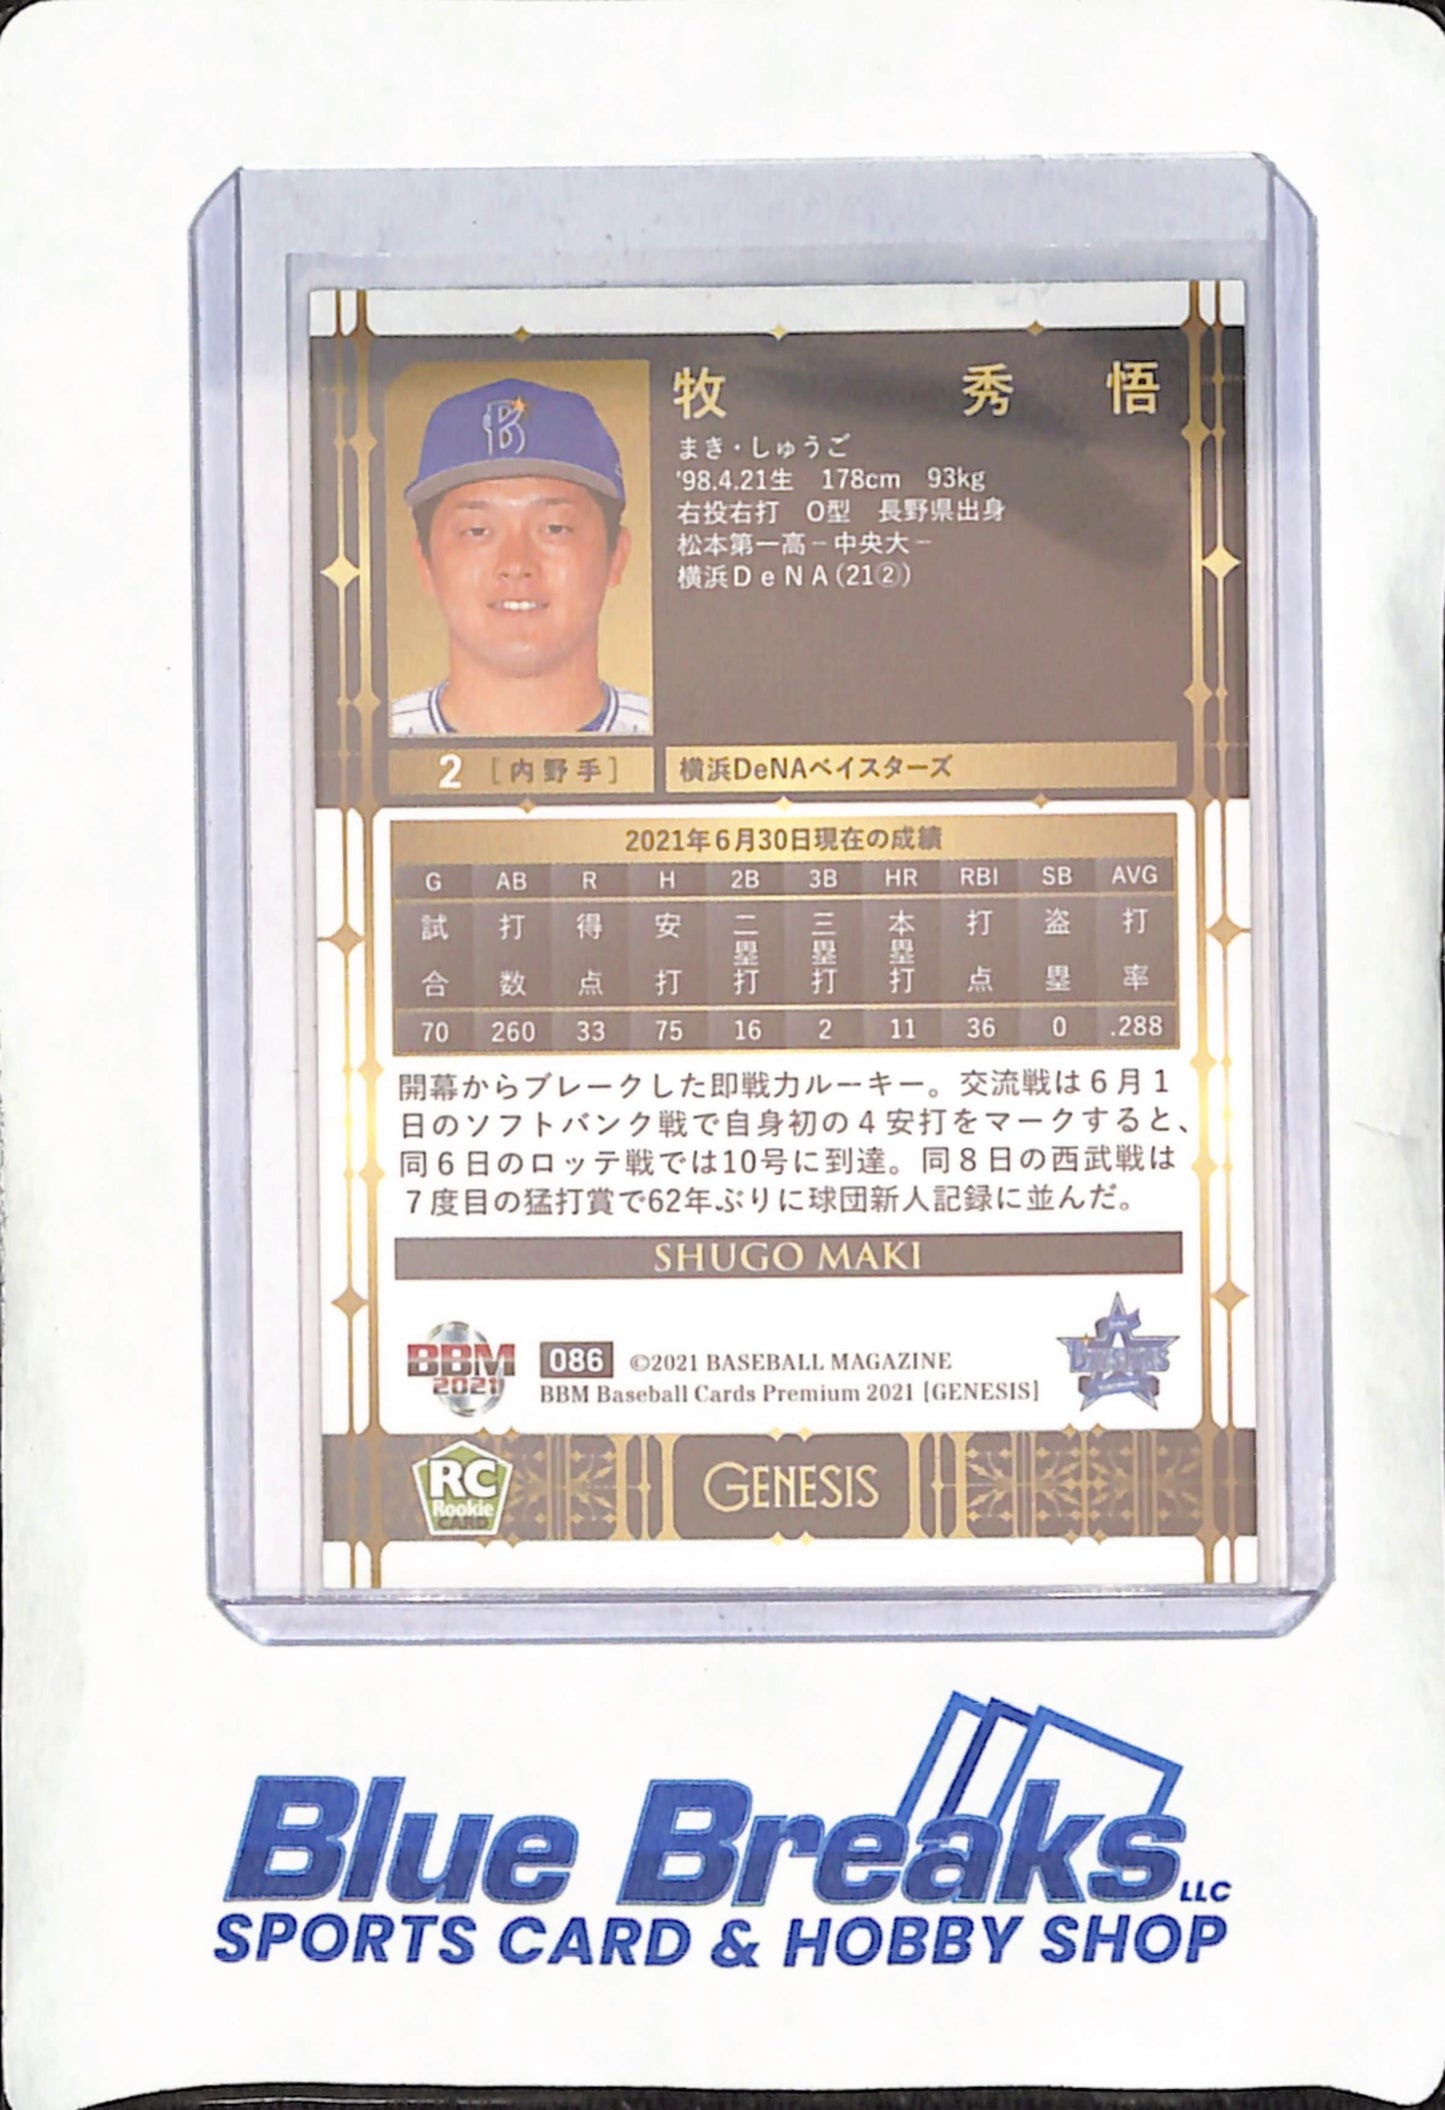 牧 秀 悟
まき・しゅうご
'98.4.21生 178cm 93kg
右投右打 O型 長野県出身
松本第一高－中央大－
横浜DeNA(21②)
B
2 [内野手]
横浜DeNAベイスターズ
2021年6月30日現在の成績
G AB R H 2B 3B HR RBI SB AVG
試合 打数 得点 安打 二塁打 三塁打 本塁打 打点 盗塁 打率
70 260 33 75 16 2 11 36 0 .288
開幕からブレークした即戦力ルーキー。交流戦は6月1
日のソフトバンク戦で自身初の4安打をマークすると、
同6日のロッテ戦では10号に到達。同8日の西武戦は
7度目の猛打賞で62年ぶりに球団新人記録に並んだ。
SHUGO MAKI
BBM
2021
086 ©2021 BASEBALL MAGAZINE
BBM Baseball Cards Premium 2021 [GENESIS]
RC
Rookie
CARD
GENESIS
Blue Breaks LLC
SPORTS CARD & HOBBY SHOP